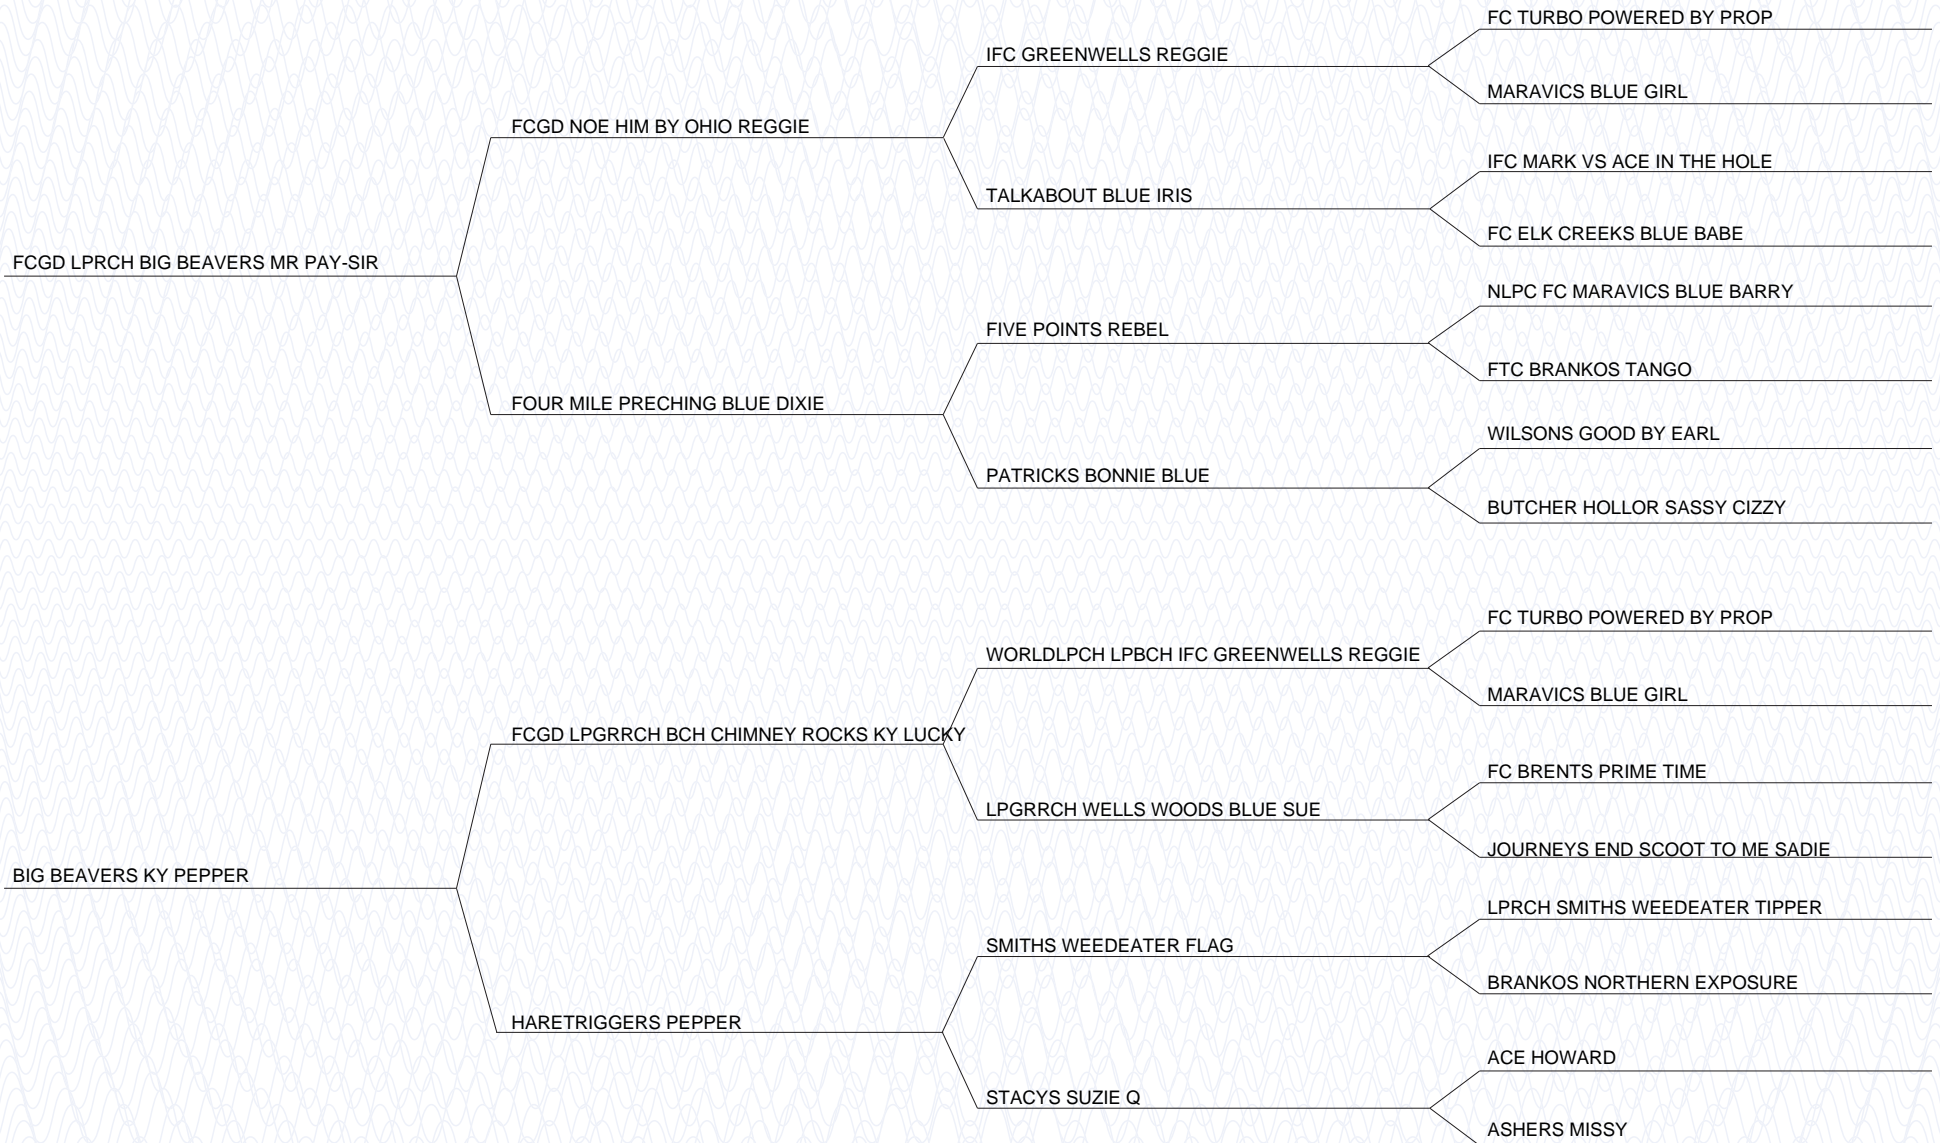 FC TURBO POWERED BY PROP
IFC GREENWELLS REGGIE
MARAVICS BLUE GIRL
FCGD NOE HIM BY OHIO REGGIE
IFC MARK VS ACE IN THE HOLE
TALKABOUT BLUE IRIS
FC ELK CREEKS BLUE BABE
FCGD LPRCH BIG BEAVERS MR PAY-SIR
NLPC FC MARAVICS BLUE BARRY
FIVE POINTS REBEL
FTC BRANKOS TANGO
FOUR MILE PRECHING BLUE DIXIE
WILSONS GOOD BY EARL
PATRICKS BONNIE BLUE
BUTCHER HOLLOR SASSY CIZZY
FC TURBO POWERED BY PROP
WORLDLPCH LPBCH IFC GREENWELLS REGGIE
MARAVICS BLUE GIRL
FCGD LPGRRCH BCH CHIMNEY ROCKS KY LUCKY
FC BRENTS PRIME TIME
LPGRRCH WELLS WOODS BLUE SUE
JOURNEYS END SCOOT TO ME SADIE
BIG BEAVERS KY PEPPER
LPRCH SMITHS WEEDEATER TIPPER
SMITHS WEEDEATER FLAG
BRANKOS NORTHERN EXPOSURE
HARETRIGGERS PEPPER
ACE HOWARD
STACYS SUZIE Q
ASHERS MISSY